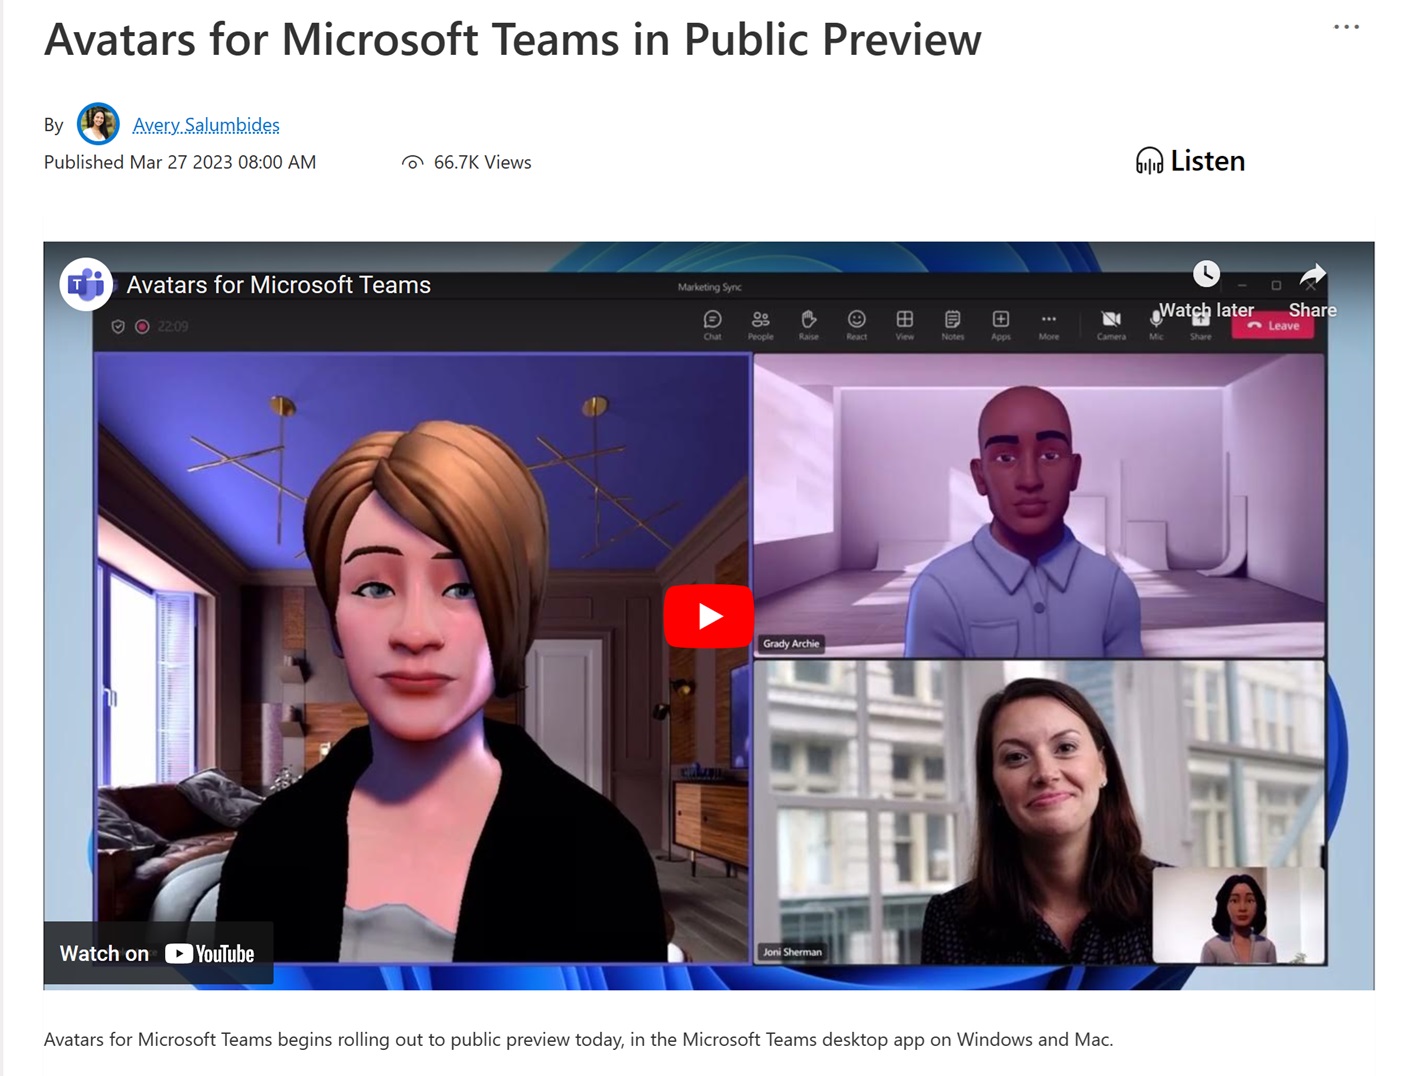 Avatars for Microsoft Teams in Public Preview
By Avery Salumbides
Published Mar 27 2023 08:00 AM 66.7K Views
Listen
Avatars for Microsoft Teams
Marketing Sync
Watch later Share
22:09
Chat People Raise React View Notes Apps More Camera Mic Share Leave
Grady Archie
Joni Sherman
Watch on YouTube
Avatars for Microsoft Teams begins rolling out to public preview today, in the Microsoft Teams desktop app on Windows and Mac.